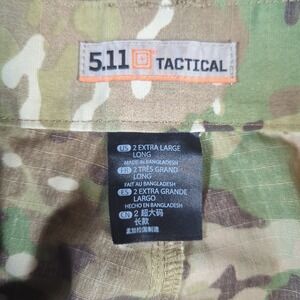 5.11 TACTICAL
US 2 EXTRA LARGE
LONG
MADE IN BANGLADESH
FR 2 TRÈS GRAND
LONG
FAIT AU BANGLADESH
ES 2 EXTRA GRANDE
LARGO
HECHO EN BANGLADESH
CN 2 超大码
长款
孟加拉国制造